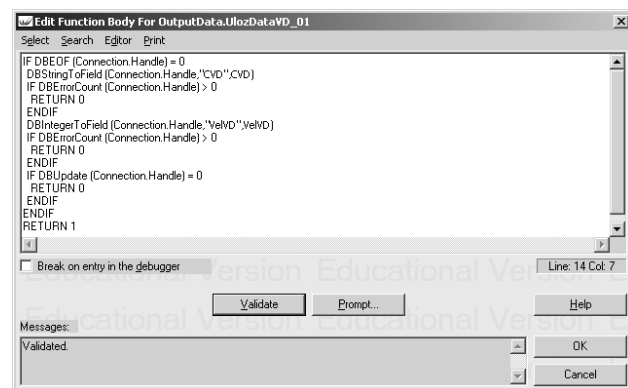 Edit Function Body For OutputData.UlozDataVD_01
Select Search Editor Print
IF DBEOF (Connection.Handle) = 0
DBStringToField (Connection.Handle,"CVD",CVD)
IF DBErrorCount (Connection.Handle) > 0
RETURN 0
ENDIF
DBIntegerToField (Connection.Handle,"VelVD",VelVD)
IF DBErrorCount (Connection.Handle) > 0
RETURN 0
ENDIF
IF DBUpdate (Connection.Handle) = 0
RETURN 0
ENDIF
ENDIF
RETURN 1
Break on entry in the debugger
Line: 14 Col: 7
Version Educational Ver
Validate Prompt... Help
Educational Version Educational Version E
Messages:
Validated.
OK
Cancel